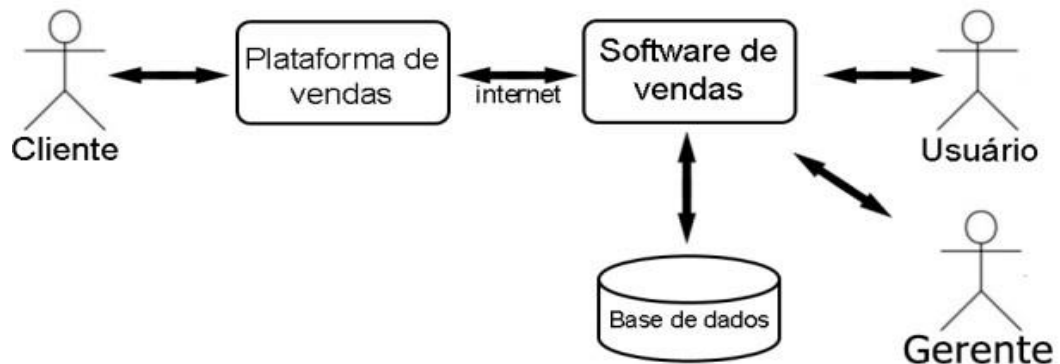 Plataforma de
vendas
internet
Software de
vendas
Cliente
Usuário
Base de dados
Gerente